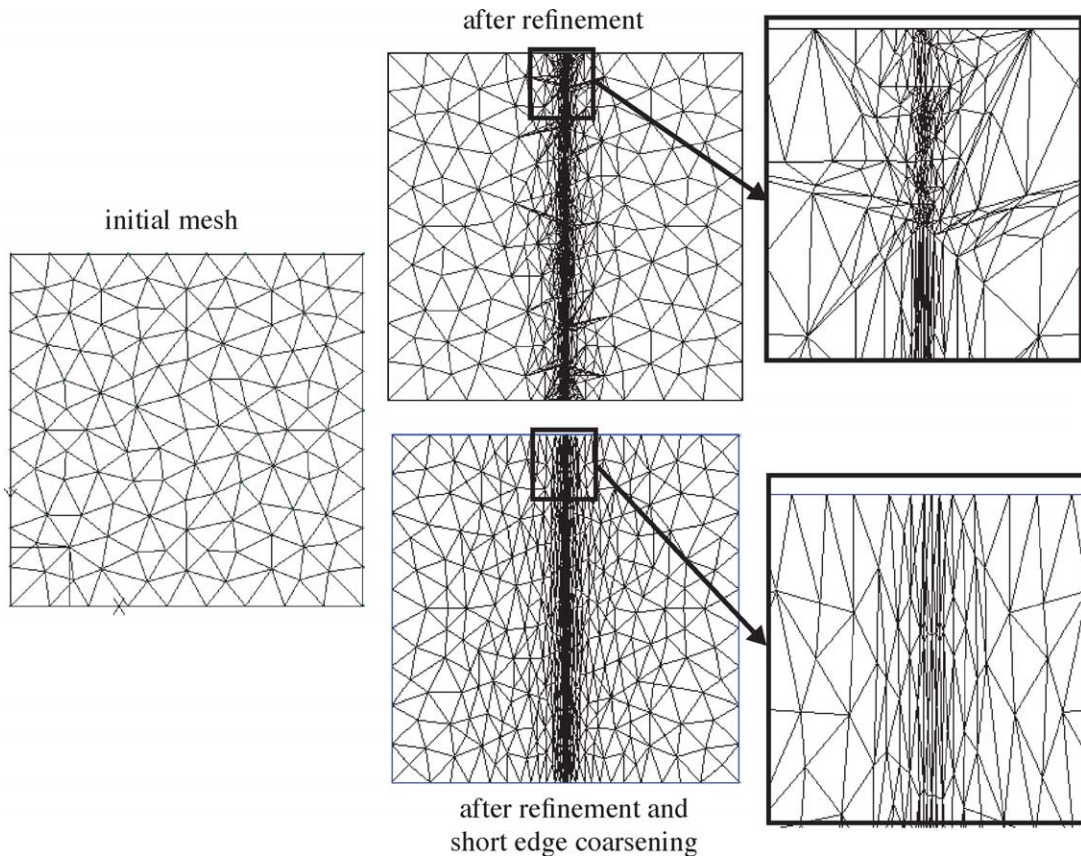 after refinement
initial mesh
after refinement and
short edge coarsening